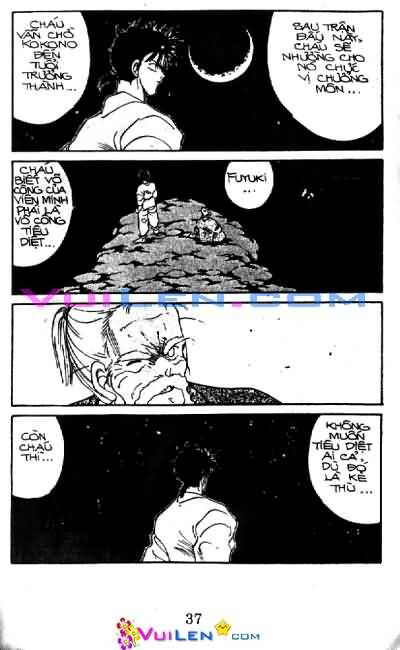 CHÁU
VẪN CHỜ
KOKONO
ĐẾN
TUỔI
TRƯỞNG
THÀNH...
SAU TRẬN
ĐẤU NÀY,
CHÁU SẼ
NHƯỜNG CHO
NÓ CHỨC
VỊ CHƯỞNG
MÔN...
CHÁU
BIẾT VÕ
CÔNG CỦA
VIÊN MINH
PHÁI LÀ
VÕ CÔNG
TIÊU
DIỆT...
FUYUKI
...
VUILEN.COM
CÒN
CHÁU
THÌ...
KHÔNG
MUỐN
TIÊU DIỆT
AI CẢ,
DÙ ĐÓ
LÀ KẺ
THÙ...
37
VUILEN.COM